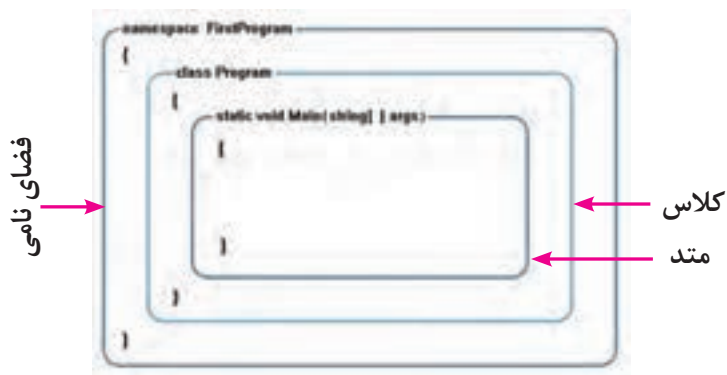 namespace FirstProgram
{
class Program
{
static void Main(string[ ] args)
{
}
}
}
فضای نامی
کلاس
متد